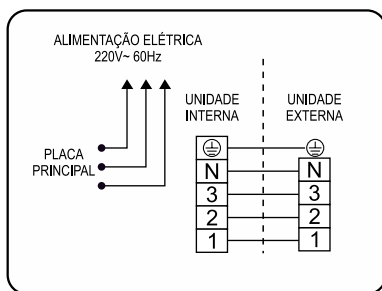 ALIMENTAÇÃO ELÉTRICA
220V~ 60Hz
PLACA
PRINCIPAL
UNIDADE
INTERNA
UNIDADE
EXTERNA
N
3
2
1
N
3
2
1